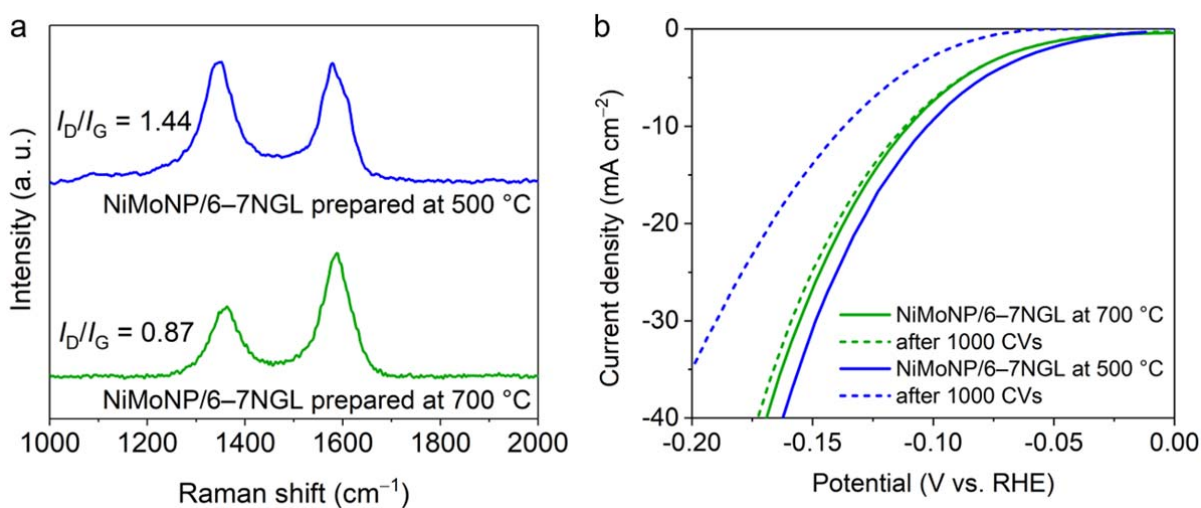 a
I_D/I_G = 1.44
NiMoNP/6–7NGL prepared at 500 °C
I_D/I_G = 0.87
NiMoNP/6–7NGL prepared at 700 °C
Intensity (a. u.)
1000 1200 1400 1600 1800 2000
Raman shift (cm⁻¹)
b
0
-10
-20
-30
-40
Current density (mA cm⁻²)
NiMoNP/6–7NGL at 700 °C
after 1000 CVs
NiMoNP/6–7NGL at 500 °C
after 1000 CVs
-0.20 -0.15 -0.10 -0.05 0.00
Potential (V vs. RHE)